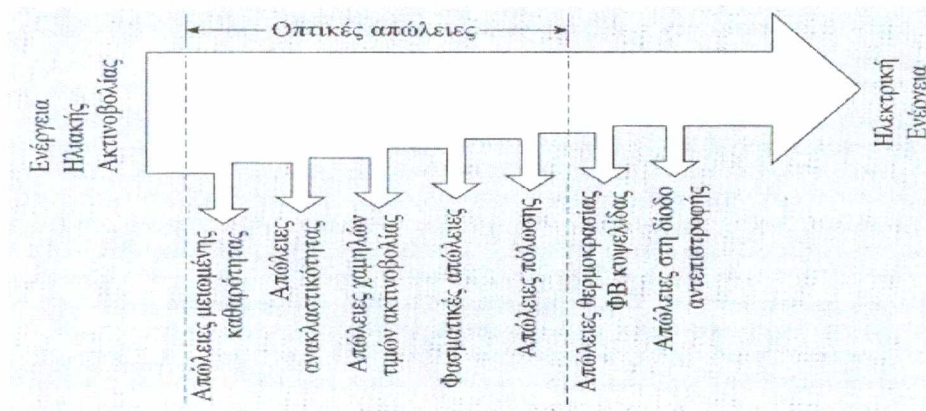 Οπτικές απώλειες
Ενέργεια
Ηλιακής
Ακτινοβολίας
Απώλειες μειωμένης
καθαρότητας
Απώλειες
ανακλαστικότητας
Απώλειες χαμηλών
τιμών ακτινοβολίας
Φασματικές απώλειες
Απώλειες πόλωσης
Απώλειες θερμοκρασίας
ΦΒ κυψελίδας
Απώλειες στη δίοδο
αντεπίστροφής
Ηλεκτρική
Ενέργεια